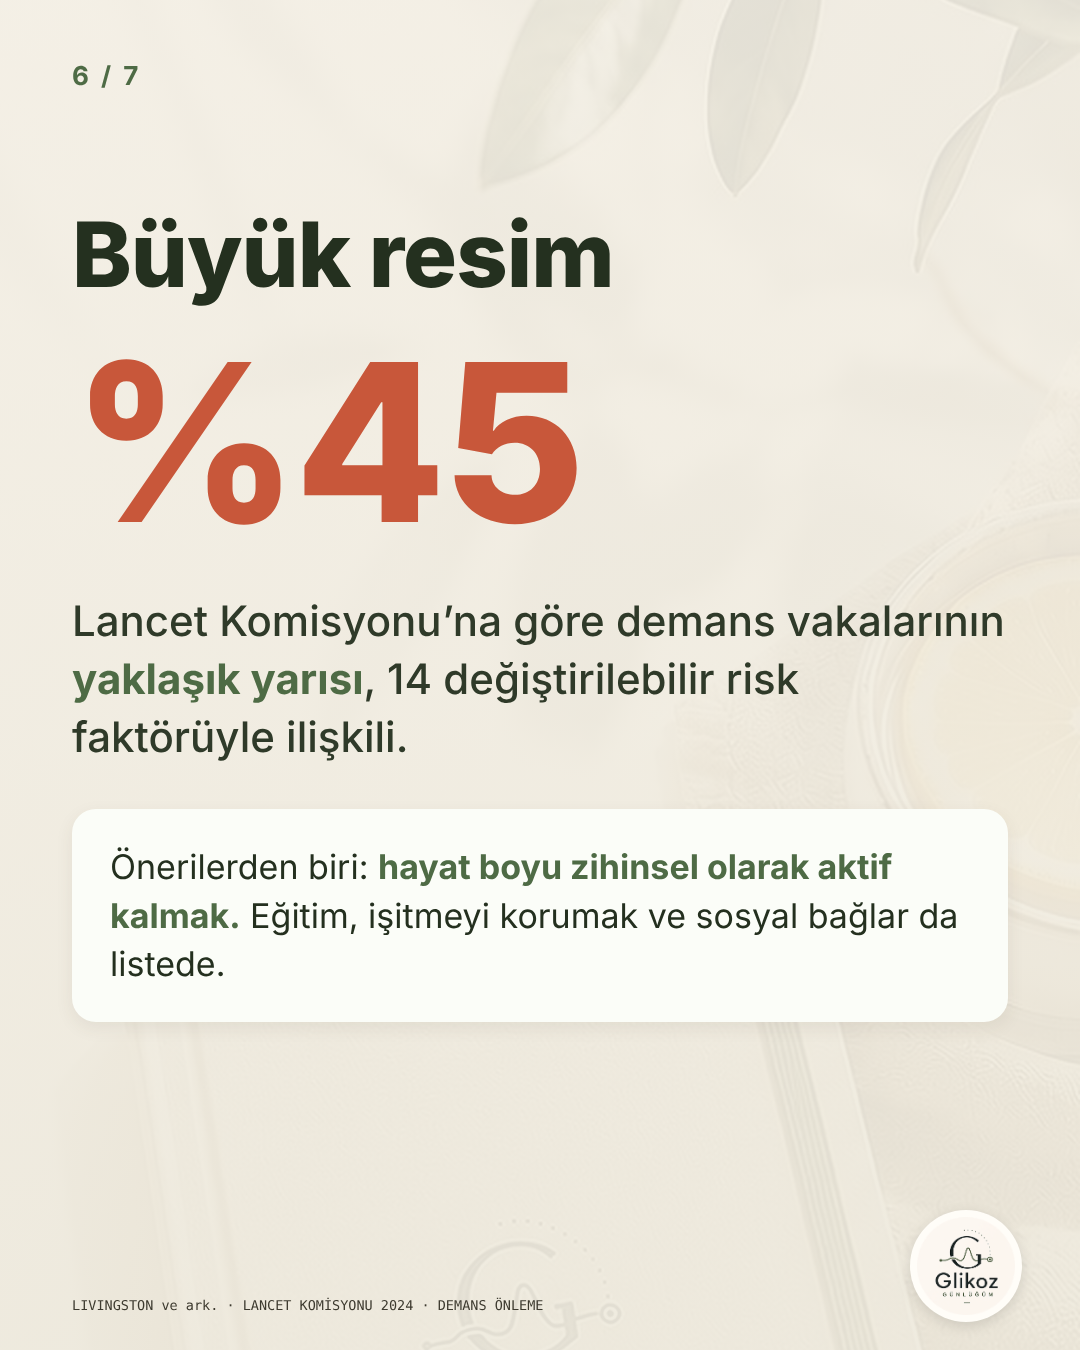 6 / 7
Büyük resim
%45
Lancet Komisyonu’na göre demans vakalarının
yaklaşık yarısı, 14 değiştirilebilir risk
faktörüyle ilişkili.
Önerilerden biri: hayat boyu zihinsel olarak aktif
kalmak. Eğitim, işitmeyi korumak ve sosyal bağlar da
listede.
LIVINGSTON ve ark. · LANCET KOMİSYONU 2024 · DEMANS ÖNLEME
Glikoz
GÜNLÜĞÜM